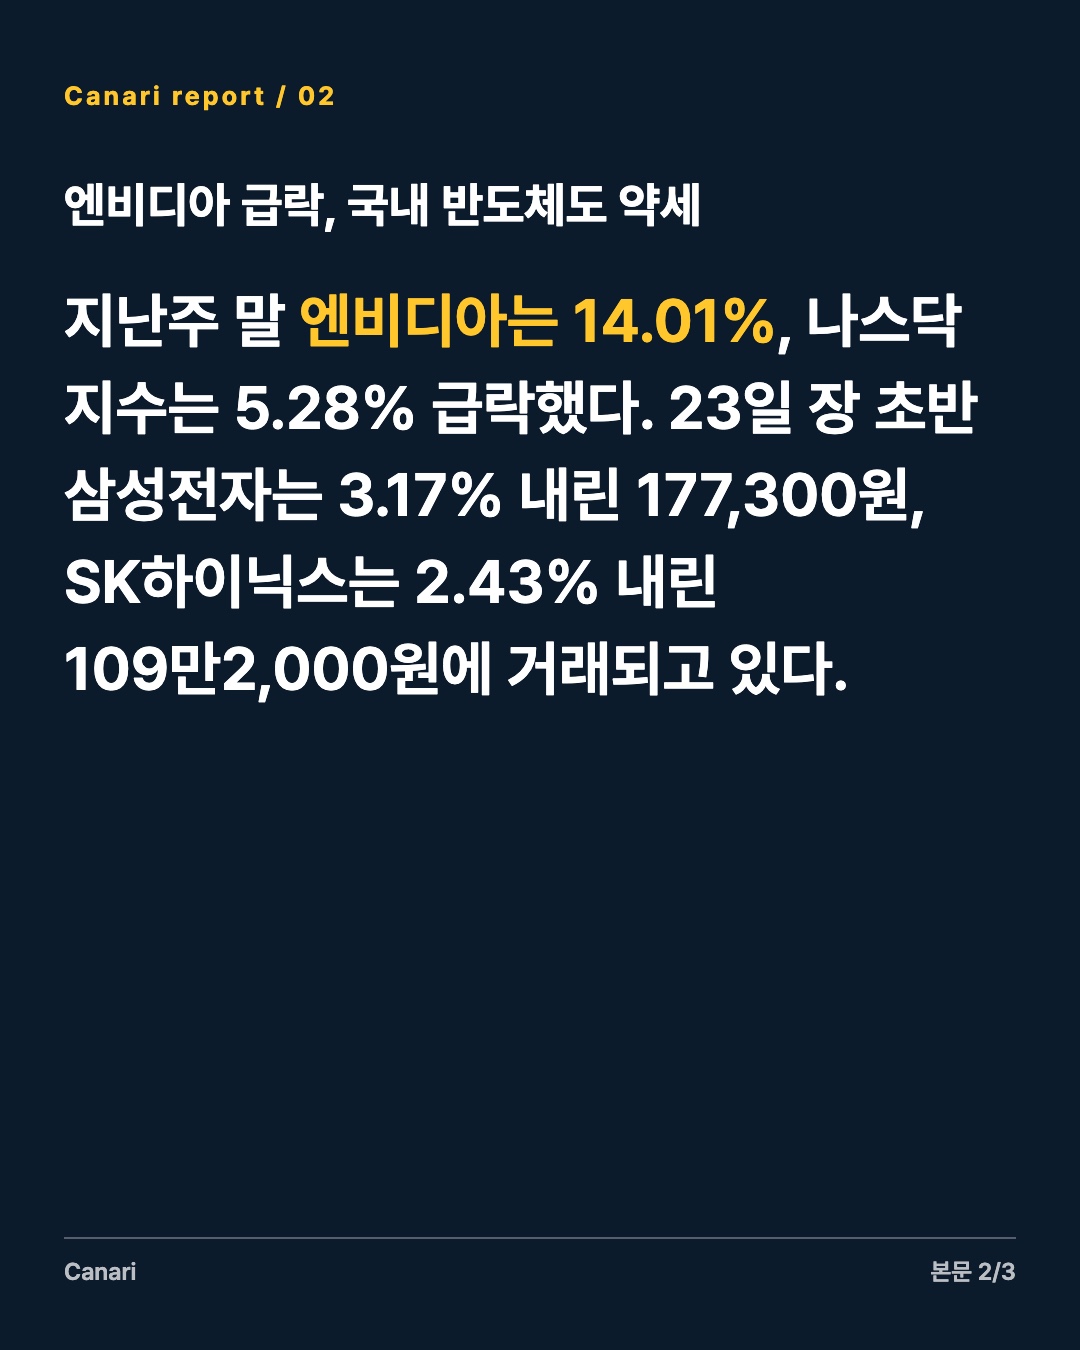 Canari report / 02
엔비디아 급락, 국내 반도체도 약세
지난주 말 엔비디아는 14.01%, 나스닥
지수는 5.28% 급락했다. 23일 장 초반
삼성전자는 3.17% 내린 177,300원,
SK하이닉스는 2.43% 내린
109만2,000원에 거래되고 있다.
Canari
본문 2/3